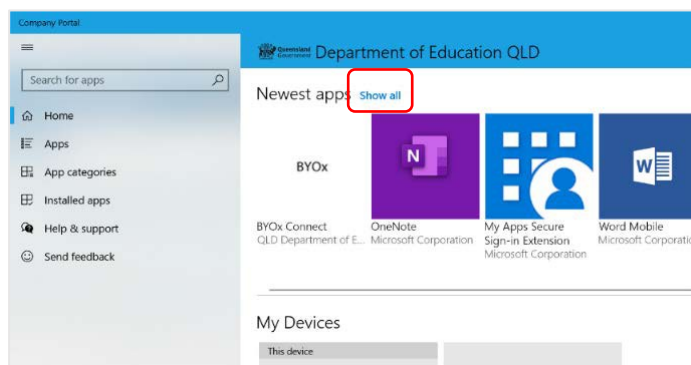 Company Portal
Search for apps
Home
Apps
App categories
Installed apps
Help & support
Send feedback
Queensland
Government
Department of Education QLD
Newest apps Show all
BYOx
N
W
BYOx Connect
QLD Department of E...
OneNote
Microsoft Corporation
My Apps Secure
Sign-in Extension
Microsoft Corporation
Word Mobile
Microsoft Corporatio
My Devices
This device